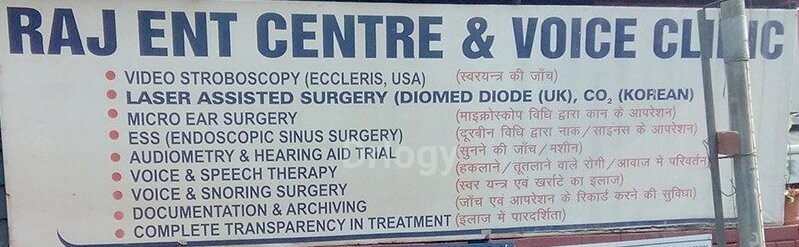 RAJ ENT CENTRE & VOICE CLINIC
• VIDEO STROBOSCOPY (ECCLERIS, USA) (स्वरयन्त्र की जाँच)
• LASER ASSISTED SURGERY (DIOMED DIODE (UK), CO₂ (KOREAN)
• MICRO EAR SURGERY (माइक्रोस्कोप विधि द्वारा कान के आपरेशन)
• ESS (ENDOSCOPIC SINUS SURGERY) (दूरबीन विधि द्वारा नाक/साइनस के आपरेशन)
• AUDIOMETRY & HEARING AID TRIAL (सुनने की जाँच/मशीन)
• VOICE & SPEECH THERAPY (हकलाने/तूतलाने वाले रोगी/आवाज में परिवर्तन)
• VOICE & SNORING SURGERY (स्वर यन्त्र एवं खर्राटे का इलाज)
• DOCUMENTATION & ARCHIVING (जाँच एवं आपरेशन के रिकार्ड करने की सुविधा)
• COMPLETE TRANSPARENCY IN TREATMENT (इलाज में पारदर्शिता)